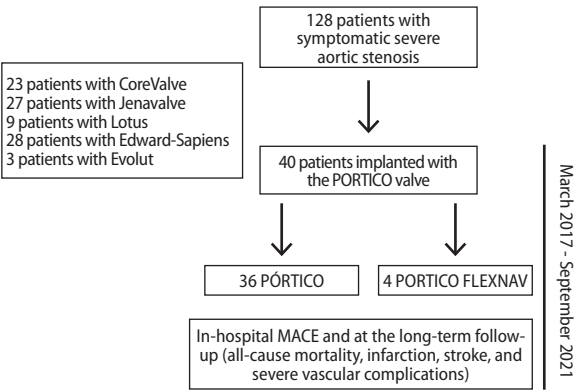 128 patients with
symptomatic severe
aortic stenosis
23 patients with CoreValve
27 patients with Jenavalve
9 patients with Lotus
28 patients with Edward-Sapiens
3 patients with Evolut
40 patients implanted with
the PORTICO valve
36 PÓRTICO
4 PORTICO FLEXNAV
In-hospital MACE and at the long-term follow-
up (all-cause mortality, infarction, stroke, and
severe vascular complications)
March 2017 - September 2021